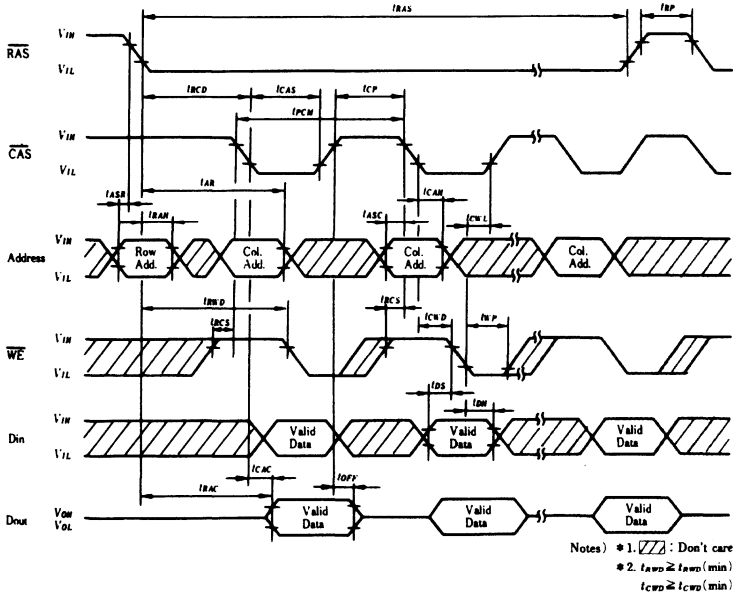 tRAS
tRP
RAS
VIH
VIL
tRCD
tCAS
tCP
tPCM
CAS
VIH
VIL
tAR
tASR
tRAH
tASC
tCAH
tCWL
Address
VIH
VIL
Row
Add.
Col.
Add.
Col.
Add.
Col.
Add.
tRWD
tRCS
tRCS
tCWD
tWP
WE
VIH
VIL
tDS
tDH
Din
VIH
VIL
Valid
Data
Valid
Data
Valid
Data
tCAC
tRAC
tOFF
Dout
VOH
VOL
Valid
Data
Valid
Data
Valid
Data
Notes) *1. : Don't care
*2. tRWD ≧ tRWD (min)
tCWD ≧ tCWD (min)